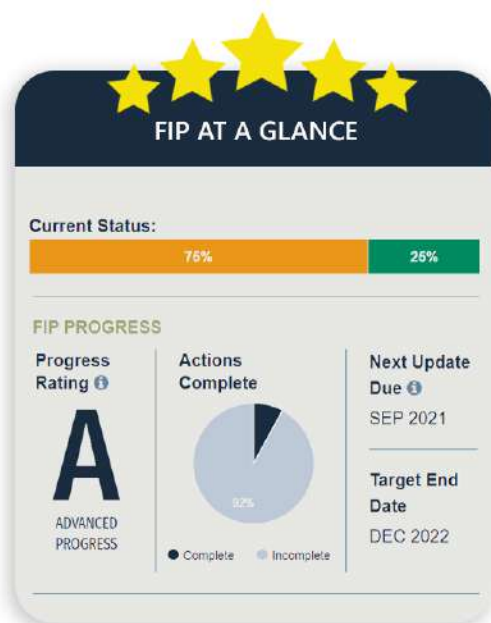 FIP AT A GLANCE
Current Status:
75%
25%
FIP PROGRESS
Progress
Rating
A
ADVANCED
PROGRESS
Actions
Complete
92%
Complete
Incomplete
Next Update
Due
SEP 2021
Target End
Date
DEC 2022